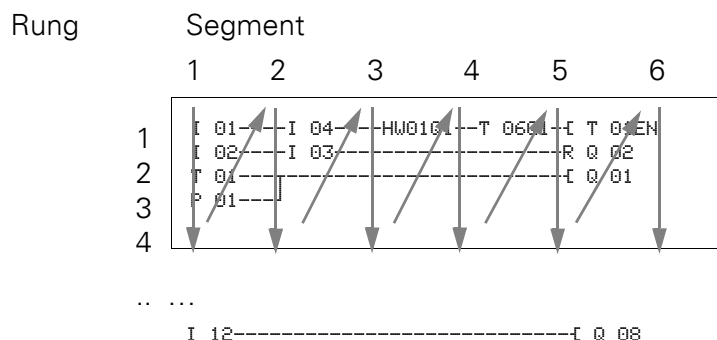 Rung Segment
1 2 3 4 5 6
1 I 01----I 04----HW01Q1--T 06Q1-[ T 04EN
2 I 02----I 03-------------------R Q 02
3 T 01---------------------------[ Q 01
4 P 01---
.. ...
I 12---------------------------[ Q 08